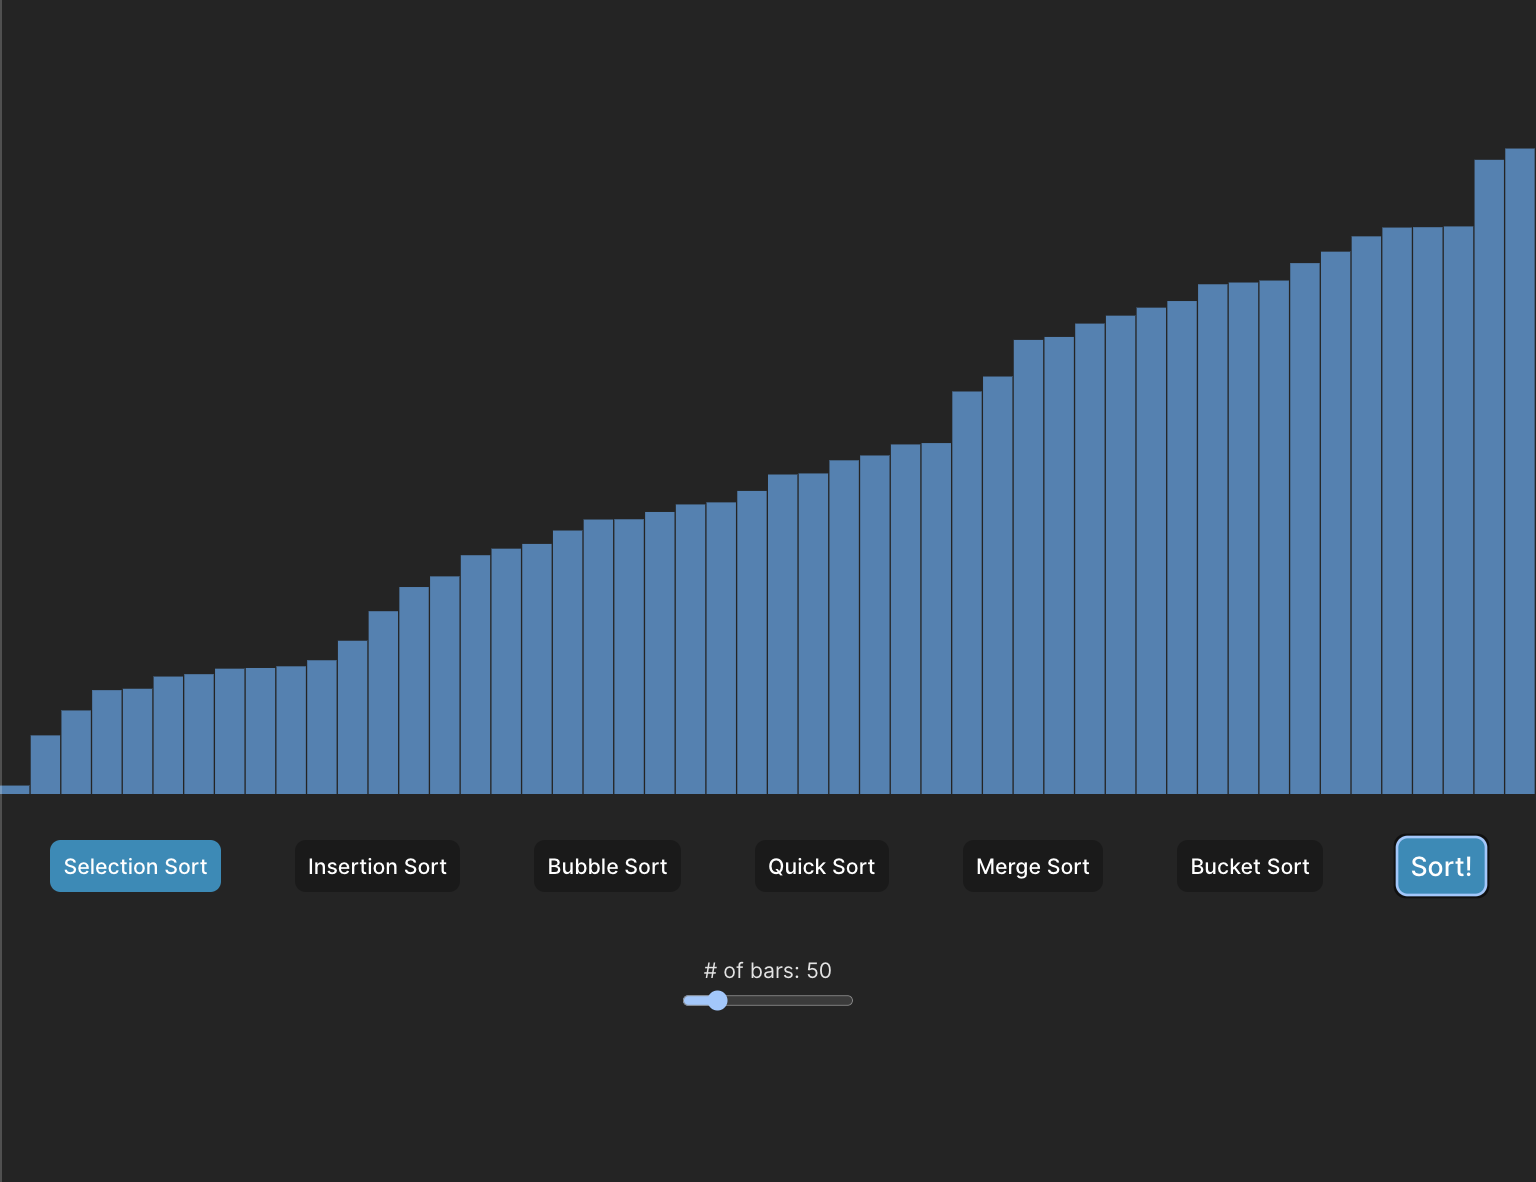 Selection Sort
Insertion Sort
Bubble Sort
Quick Sort
Merge Sort
Bucket Sort
Sort!
# of bars: 50